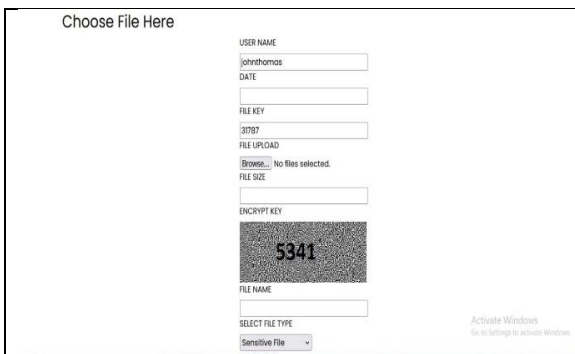 Choose File Here
USER NAME
johnthomas
DATE
FILE KEY
31787
FILE UPLOAD
Browse... No files selected.
FILE SIZE
ENCRYPT KEY
5341
FILE NAME
SELECT FILE TYPE
Sensitive File
Activate Windows
Go to Settings to activate Windows.